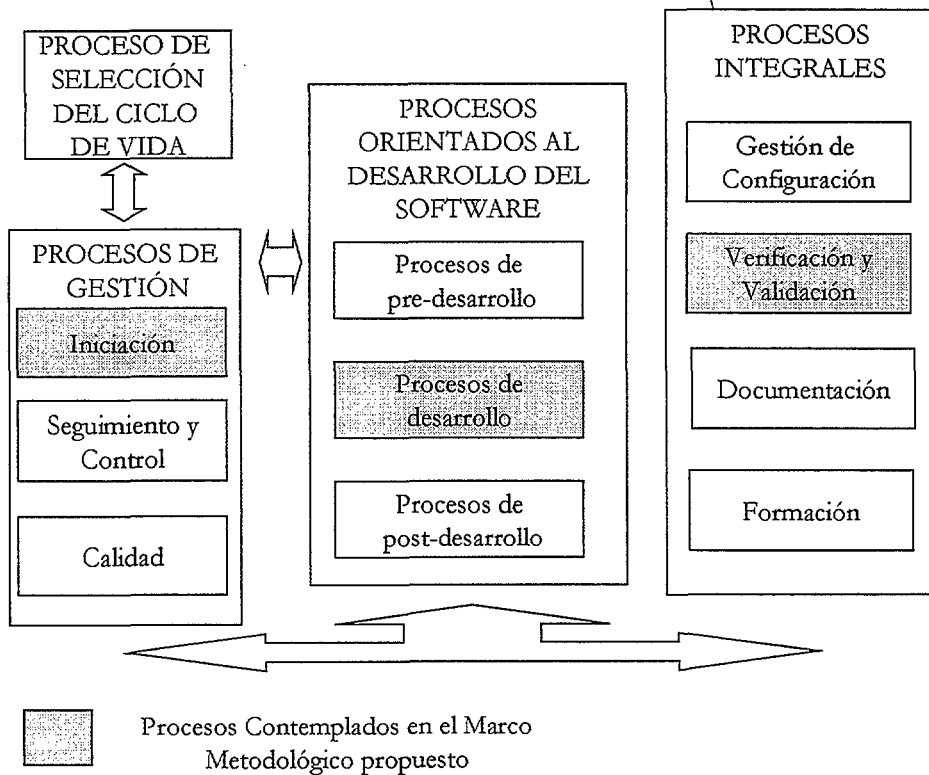 PROCESO DE
SELECCIÓN
DEL CICLO
DE VIDA
PROCESOS DE
GESTIÓN
Iniciación
Seguimiento y
Control
Calidad
PROCESOS
ORIENTADOS AL
DESARROLLO DEL
SOFTWARE
Procesos de
pre-desarrollo
Procesos de
desarrollo
Procesos de
post-desarrollo
PROCESOS
INTEGRALES
Gestión de
Configuración
Verificación y
Validación
Documentación
Formación
Procesos Contemplados en el Marco
Metodológico propuesto